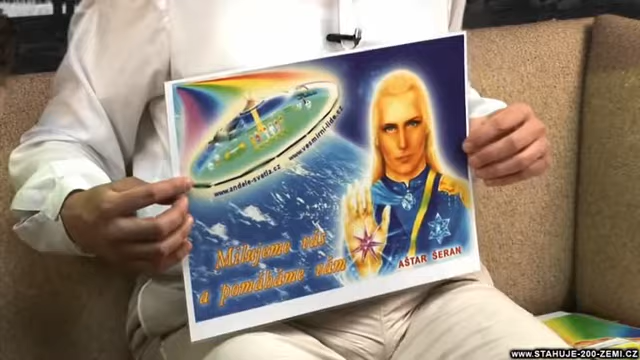 www.andele-svetla.cz
www.vesmirni-lide.cz
Milujeme vás
a pomáháme vám
AŠTAR ŠERAN
WWW.STAHUJE-200-ZEMI.CZ